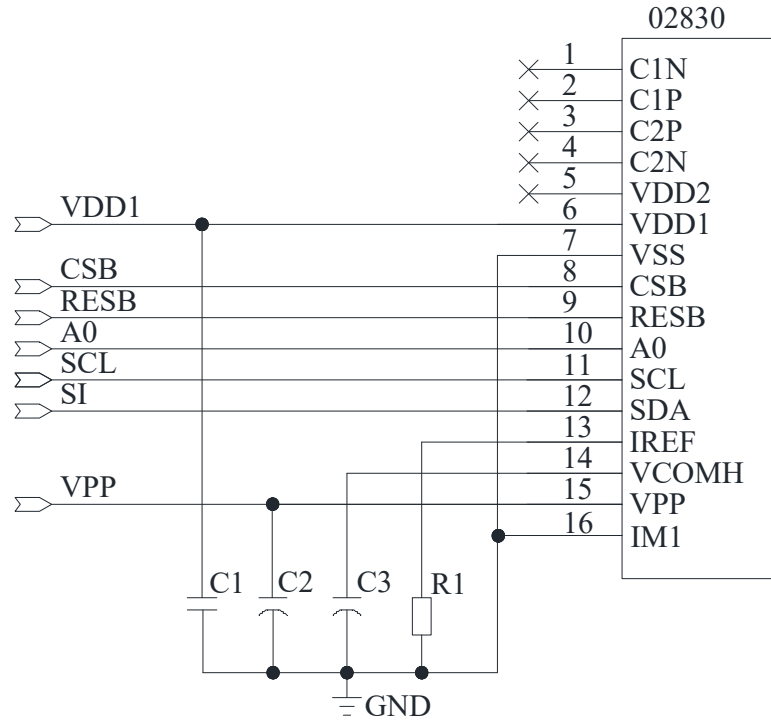 02830
1 C1N
2 C1P
3 C2P
4 C2N
5 VDD2
VDD1 6 VDD1
7 VSS
CSB 8 CSB
RESB 9 RESB
A0 10 A0
SCL 11 SCL
SI 12 SDA
13 IREF
14 VCOMH
VPP 15 VPP
16 IM1
C1 C2 C3 R1
GND